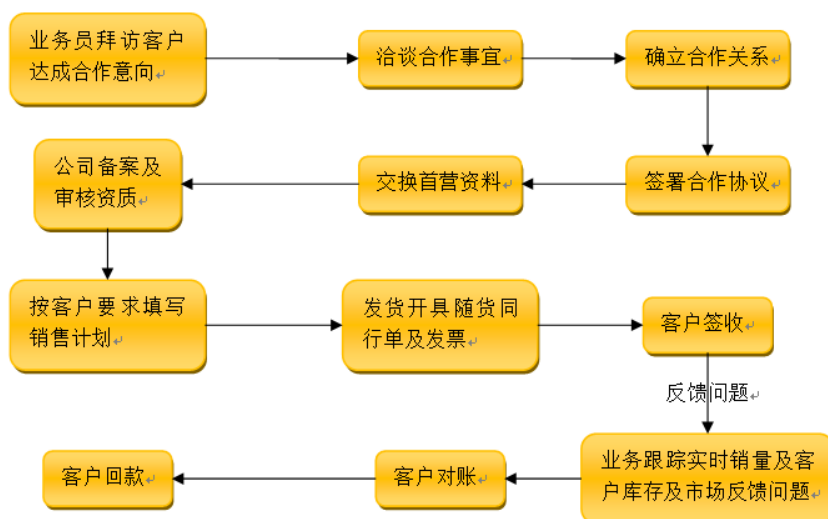 业务员拜访客户
达成合作意向
洽谈合作事宜
确立合作关系
签署合作协议
交换首营资料
公司备案及
审核资质
按客户要求填写
销售计划
发货开具随货同
行单及发票
客户签收
反馈问题
业务跟踪实时销量及客
户库存及市场反馈问题
客户对账
客户回款